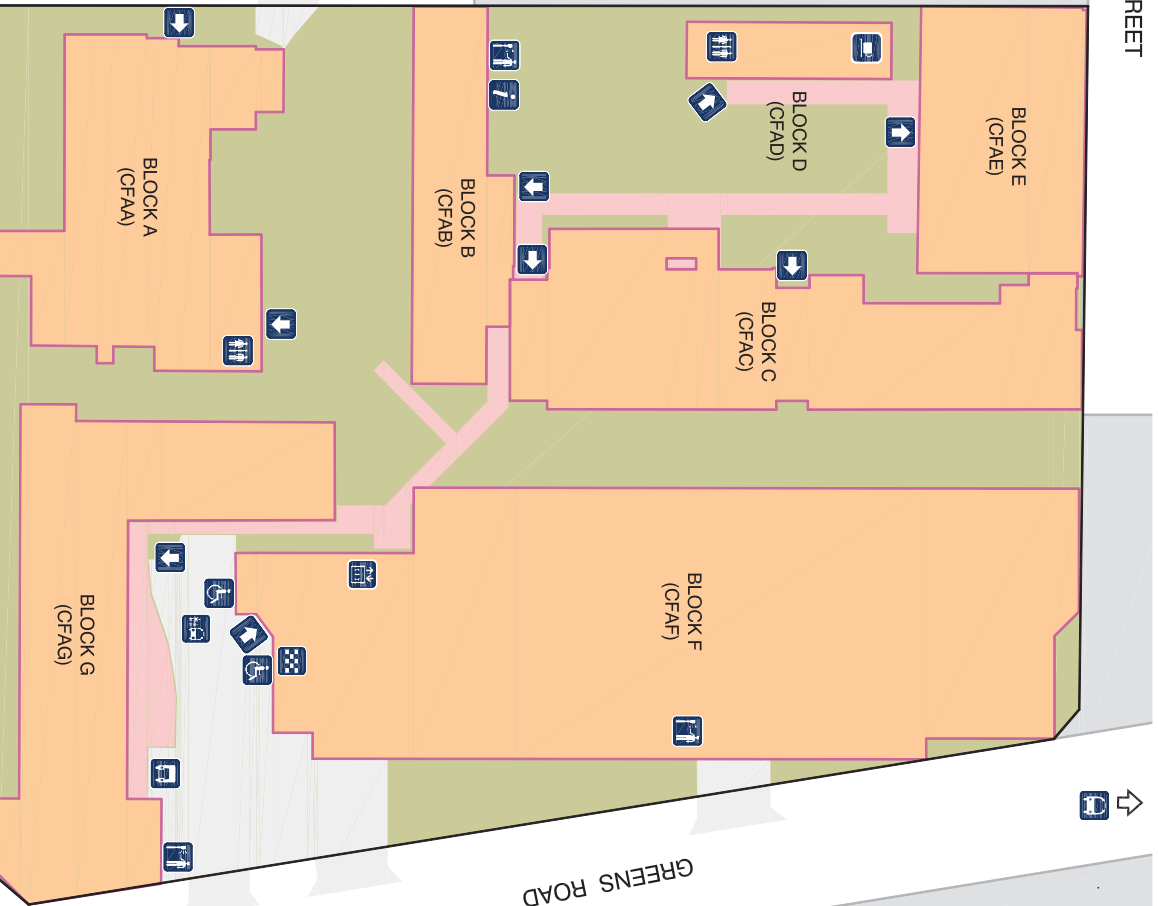 REET
BLOCK A
(CFAA)
BLOCK B
(CFAB)
BLOCK D
(CFAD)
BLOCK E
(CFAE)
BLOCK C
(CFAC)
BLOCK G
(CFAG)
BLOCK F
(CFAF)
i
GREENS ROAD